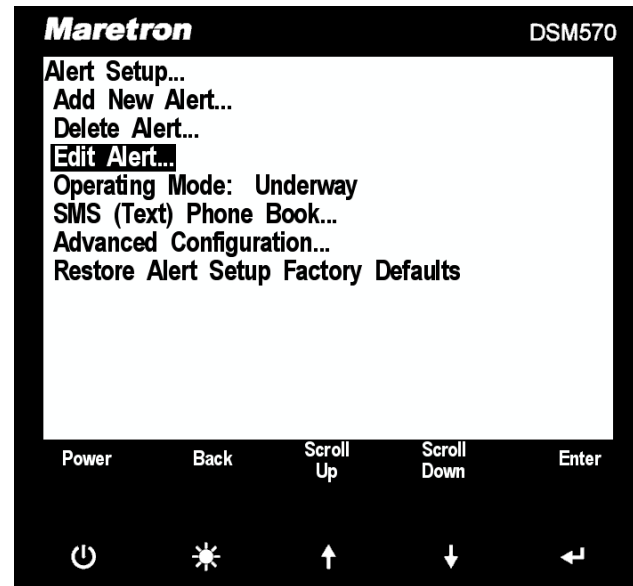 Maretron DSM570
Alert Setup...
Add New Alert...
Delete Alert...
Edit Alert...
Operating Mode: Underway
SMS (Text) Phone Book...
Advanced Configuration...
Restore Alert Setup Factory Defaults
Power Back Scroll Up Scroll Down Enter